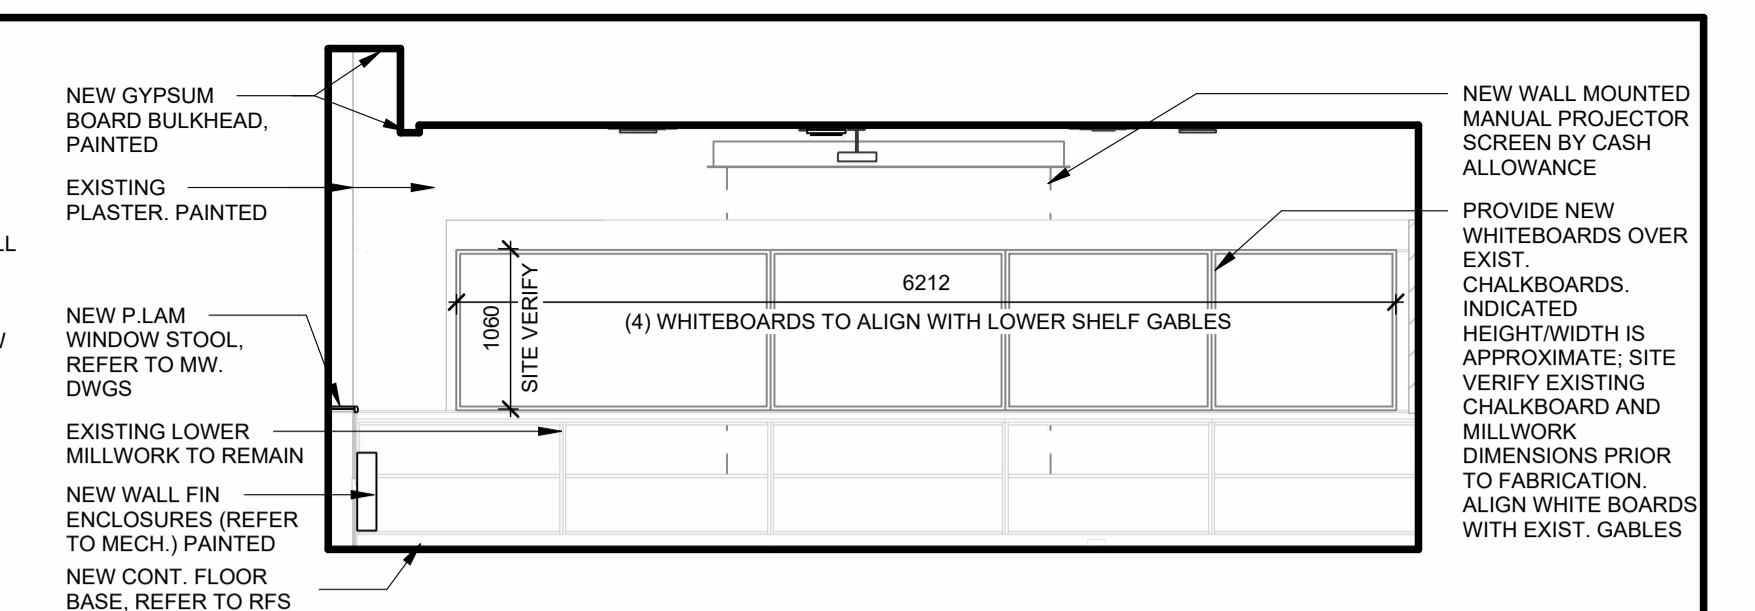 NEW GYPSUM
BOARD BULKHEAD,
PAINTED
EXISTING
PLASTER. PAINTED
LL
W
NEW P.LAM
WINDOW STOOL,
REFER TO MW.
DWGS
EXISTING LOWER
MILLWORK TO REMAIN
NEW WALL FIN
ENCLOSURES (REFER
TO MECH.) PAINTED
NEW CONT. FLOOR
BASE, REFER TO RFS
1060
SITE VERIFY
6212
(4) WHITEBOARDS TO ALIGN WITH LOWER SHELF GABLES
NEW WALL MOUNTED
MANUAL PROJECTOR
SCREEN BY CASH
ALLOWANCE
PROVIDE NEW
WHITEBOARDS OVER
EXIST.
CHALKBOARDS.
INDICATED
HEIGHT/WIDTH IS
APPROXIMATE; SITE
VERIFY EXISTING
CHALKBOARD AND
MILLWORK
DIMENSIONS PRIOR
TO FABRICATION.
ALIGN WHITE BOARDS
WITH EXIST. GABLES